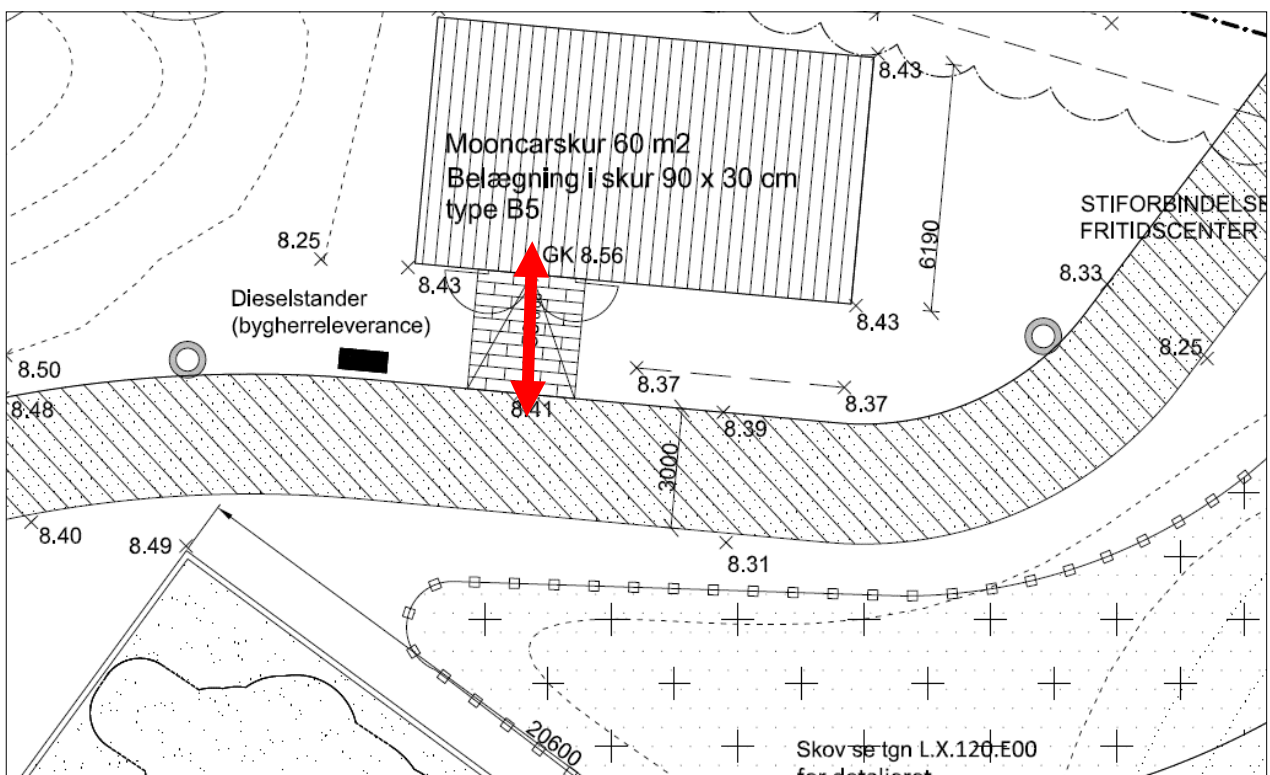 8.43
Mooncarskur 60 m2
Belægning i skur 90 x 30 cm
type B5
STIFORBINDELSE
FRITIDSCENTER
6190
8.25
GK 8.56
8.33
8.43
Dieselstander
(bygherreleverance)
8.43
8.25
8.50
8.37
8.37
8.48
8.41
8.39
3000
8.40
8.49
8.31
20600
Skov se tgn L.X.120.E00
for detaljeret